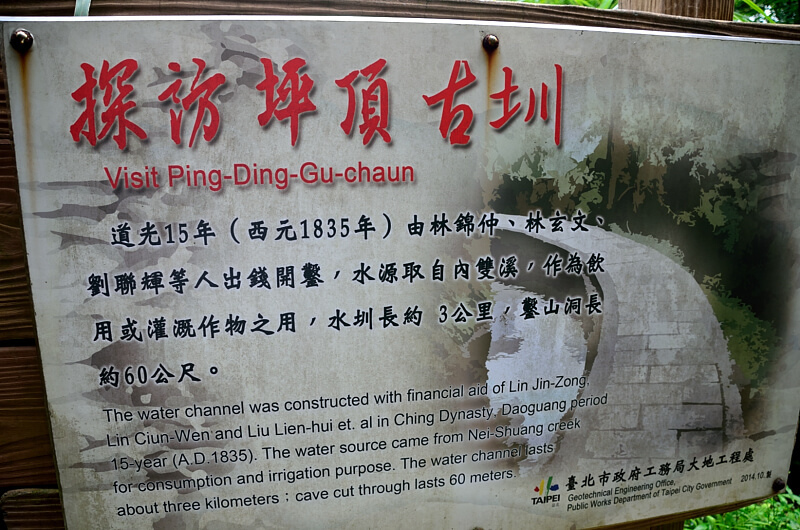 探訪坪頂古圳
Visit Ping-Ding-Gu-chaun
道光15年（西元1835年）由林錦仲、林玄文、
劉聯輝等人出錢開鑿，水源取自內雙溪，作為飲
用或灌溉作物之用，水圳長約 3公里，鑿山洞長
約60公尺。
The water channel was constructed with financial aid of Lin Jin-Zong,
Lin Ciun-Wen and Liu Lien-hui et. al in Ching Dynasty, Daoguang period
15-year (A.D.1835). The water source came from Nei-Shuang creek
for consumption and irrigation purpose. The water channel lasts
about three kilometers：cave cut through lasts 60 meters.
TAIPEI
臺北市政府工務局大地工程處
Geotechnical Engineering Office,
Public Works Department of Taipei City Government 2014.10.製